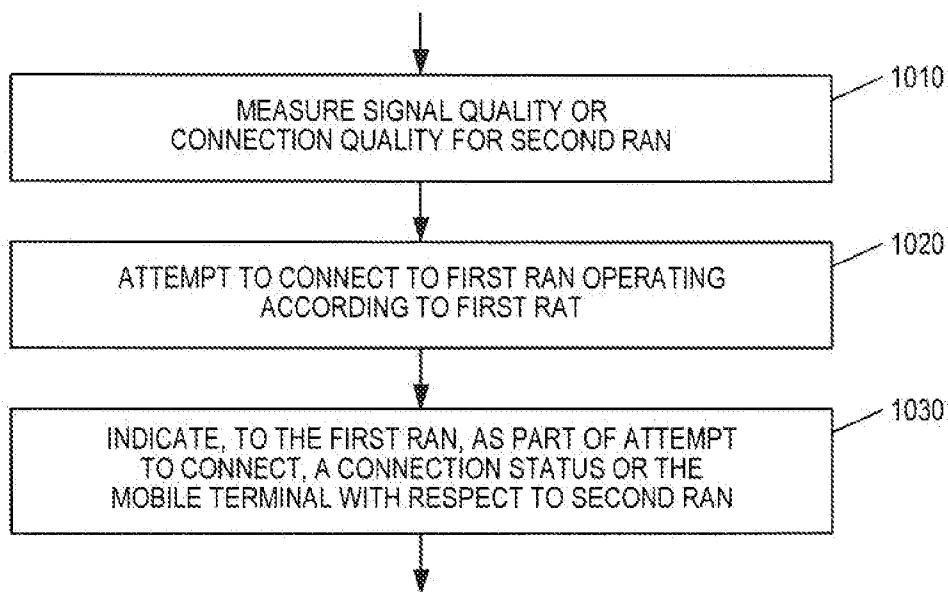 1010
MEASURE SIGNAL QUALITY OR
CONNECTION QUALITY FOR SECOND RAN
1020
ATTEMPT TO CONNECT TO FIRST RAN OPERATING
ACCORDING TO FIRST RAT
1030
INDICATE, TO THE FIRST RAN, AS PART OF ATTEMPT
TO CONNECT, A CONNECTION STATUS OR THE
MOBILE TERMINAL WITH RESPECT TO SECOND RAN